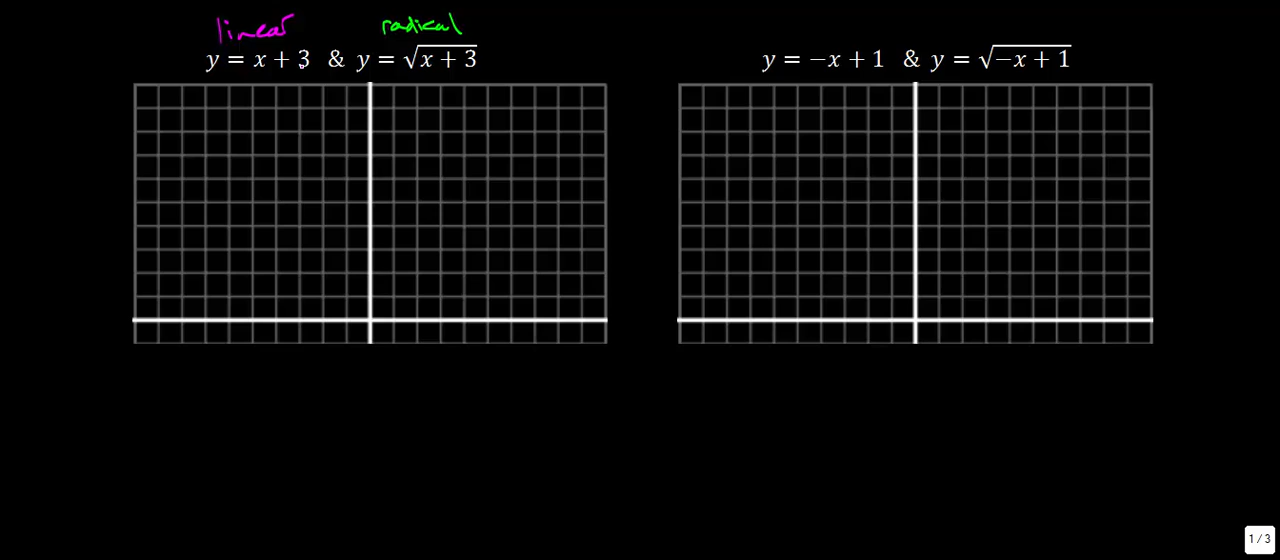 linear radical
y = x + 3 & y = √(x + 3)
y = −x + 1 & y = √(−x + 1)
1 / 3